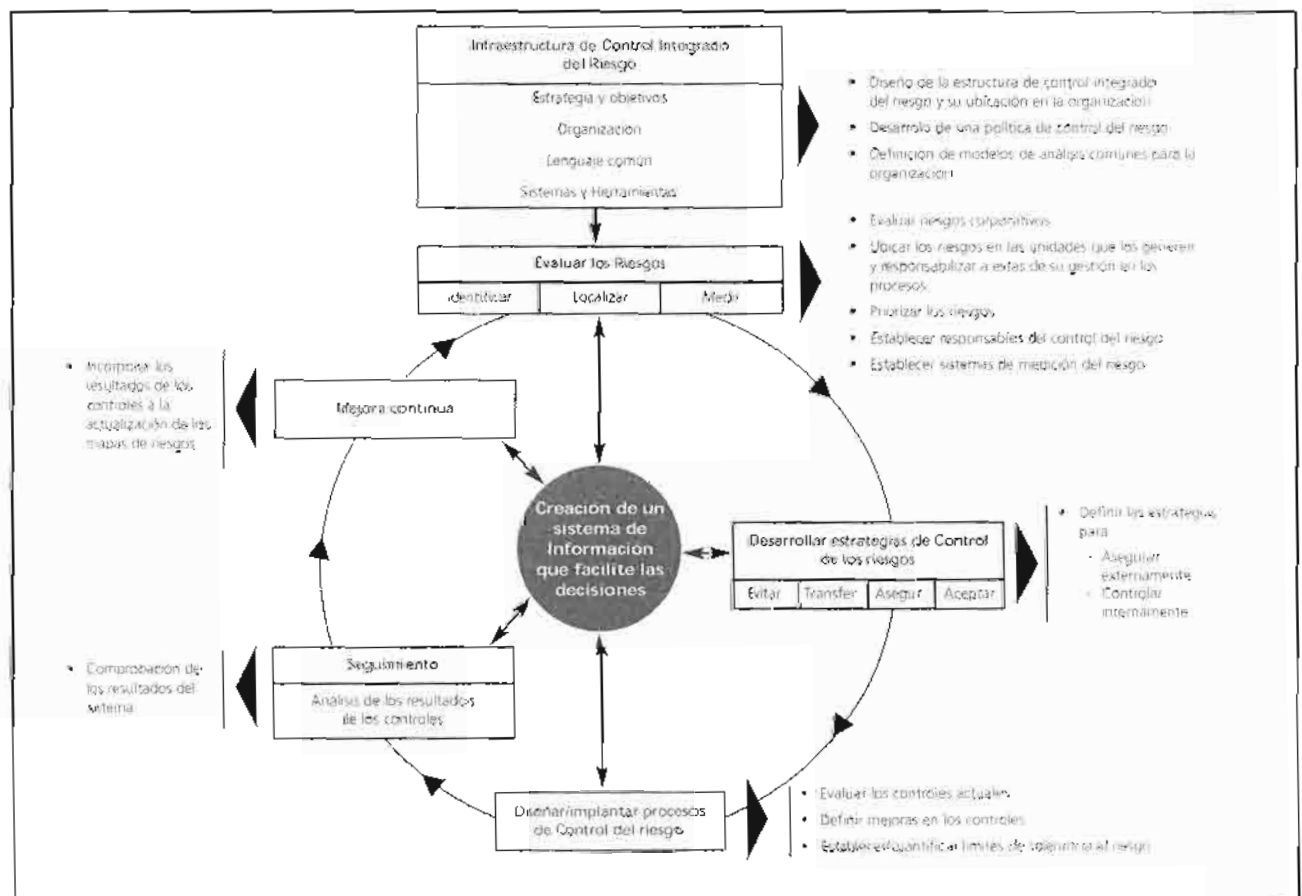 Infraestructura de Control Integrado
del Riesgo
Estrategia y objetivos
Organización
Lenguaje común
Sistemas y Herramientas
• Diseño de la estructura de control integrado
del riesgo y su ubicación en la organización
• Desarrollo de una política de control del riesgo
• Definición de modelos de análisis comunes para la
organización
Evaluar los Riesgos
Identificar
Localizar
Medir
• Evaluar riesgos corporativos
• Ubicar los riesgos en las unidades que los generen
y responsabilizar a estas de su gestión en los
procesos
• Priorizar los riesgos
• Establecer responsables del control del riesgo
• Establecer sistemas de medición del riesgo
• Incorporar los
resultados de los
controles a la
actualización de los
mapas de riesgos
Mejora continua
Creación de un
sistema de
Información
que facilite las
decisiones
Desarrollar estrategias de Control
de los riesgos
Evitar
Transfer
Asegur
Aceptar
• Definir las estrategias
para
- Asegurar
externamente
- Controlar
internamente
• Comprobación de
los resultados del
sistema
Seguimiento
Análisis de los resultados
de los controles
Diseñar/implantar procesos
de Control del riesgo
• Evaluar los controles actuales
• Definir mejoras en los controles
• Establecer/cuantificar límites de tolerancia al riesgo